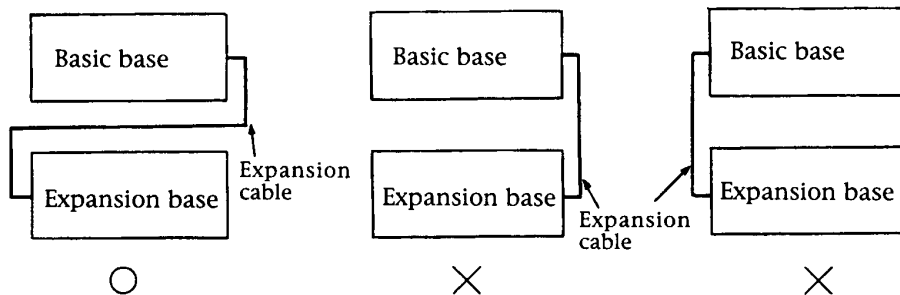 Basic base
Basic base
Basic base
Expansion
cable
Expansion base
Expansion base
Expansion base
Expansion
cable
○
×
×